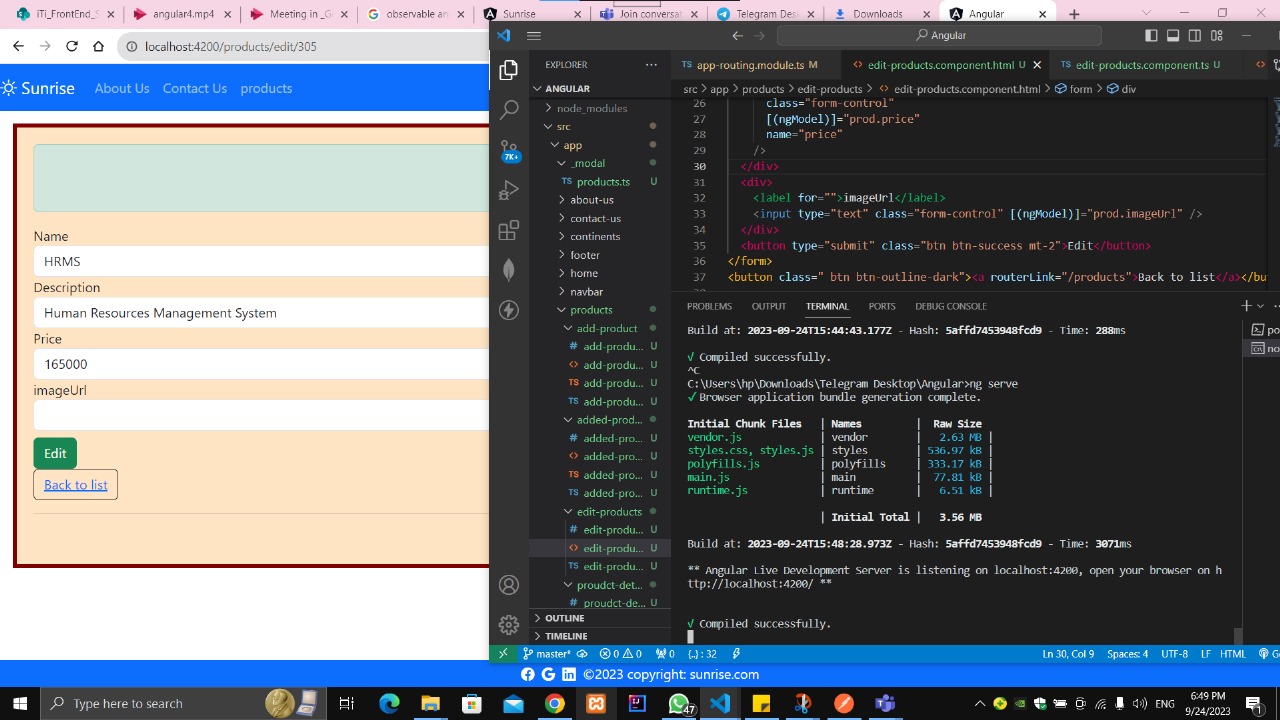 iTi_FrontEnd_S
angular4.mp4
Meeting in _G
oservable an
Sunrise
Join conversat
Telegram Des
Downloads
Angular
localhost:4200/products/edit/305
Sunrise
About Us
Contact Us
products
Name
HRMS
Description
Human Resources Management System
Price
165000
imageUrl
Edit
Back to list
©2023 copyright: sunrise.com
Angular
EXPLORER
ANGULAR
node_modules
src
app
_modal
TS products.ts U
about-us
contact-us
continents
footer
home
navbar
products
add-product
# add-produ... U
<> add-produ... U
TS add-produ... U
TS add-produ... U
added-prod...
# added-pro... U
<> added-pro... U
TS added-pro... U
TS added-pro... U
edit-products
# edit-produ... U
<> edit-produ... U
TS edit-produ... U
proudct-det...
# proudct-de... U
OUTLINE
TIMELINE
7K+
TS app-routing.module.ts M
<> edit-products.component.html U
TS edit-products.component.ts U
src > app > products > edit-products > <> edit-products.component.html > form > div
26 class="form-control"
27 [(ngModel)]="prod.price"
28 name="price"
29 />
30 </div>
31 <div>
32 <label for="">imageUrl</label>
33 <input type="text" class="form-control" [(ngModel)]="prod.imageUrl" />
34 </div>
35 <button type="submit" class="btn btn-success mt-2">Edit</button>
36 </form>
37 <button class=" btn btn-outline-dark"><a routerLink="/products">Back to list</a></bu
PROBLEMS OUTPUT TERMINAL PORTS DEBUG CONSOLE
po
no
Build at: 2023-09-24T15:44:43.177Z - Hash: 5affd7453948fcd9 - Time: 288ms
√ Compiled successfully.
^C
C:\Users\hp\Downloads\Telegram Desktop\Angular>ng serve
✓ Browser application bundle generation complete.
Initial Chunk Files | Names | Raw Size
vendor.js | vendor | 2.63 MB |
styles.css, styles.js | styles | 536.97 kB |
polyfills.js | polyfills | 333.17 kB |
main.js | main | 77.81 kB |
runtime.js | runtime | 6.51 kB |
| Initial Total | 3.56 MB
Build at: 2023-09-24T15:48:28.973Z - Hash: 5affd7453948fcd9 - Time: 3071ms
** Angular Live Development Server is listening on localhost:4200, open your browser on h
ttp://localhost:4200/ **
√ Compiled successfully.
master* 0 0 0 {..} : 32 Ln 30, Col 9 Spaces: 4 UTF-8 LF HTML Go
Type here to search
47
ENG
6:49 PM
9/24/2023
1